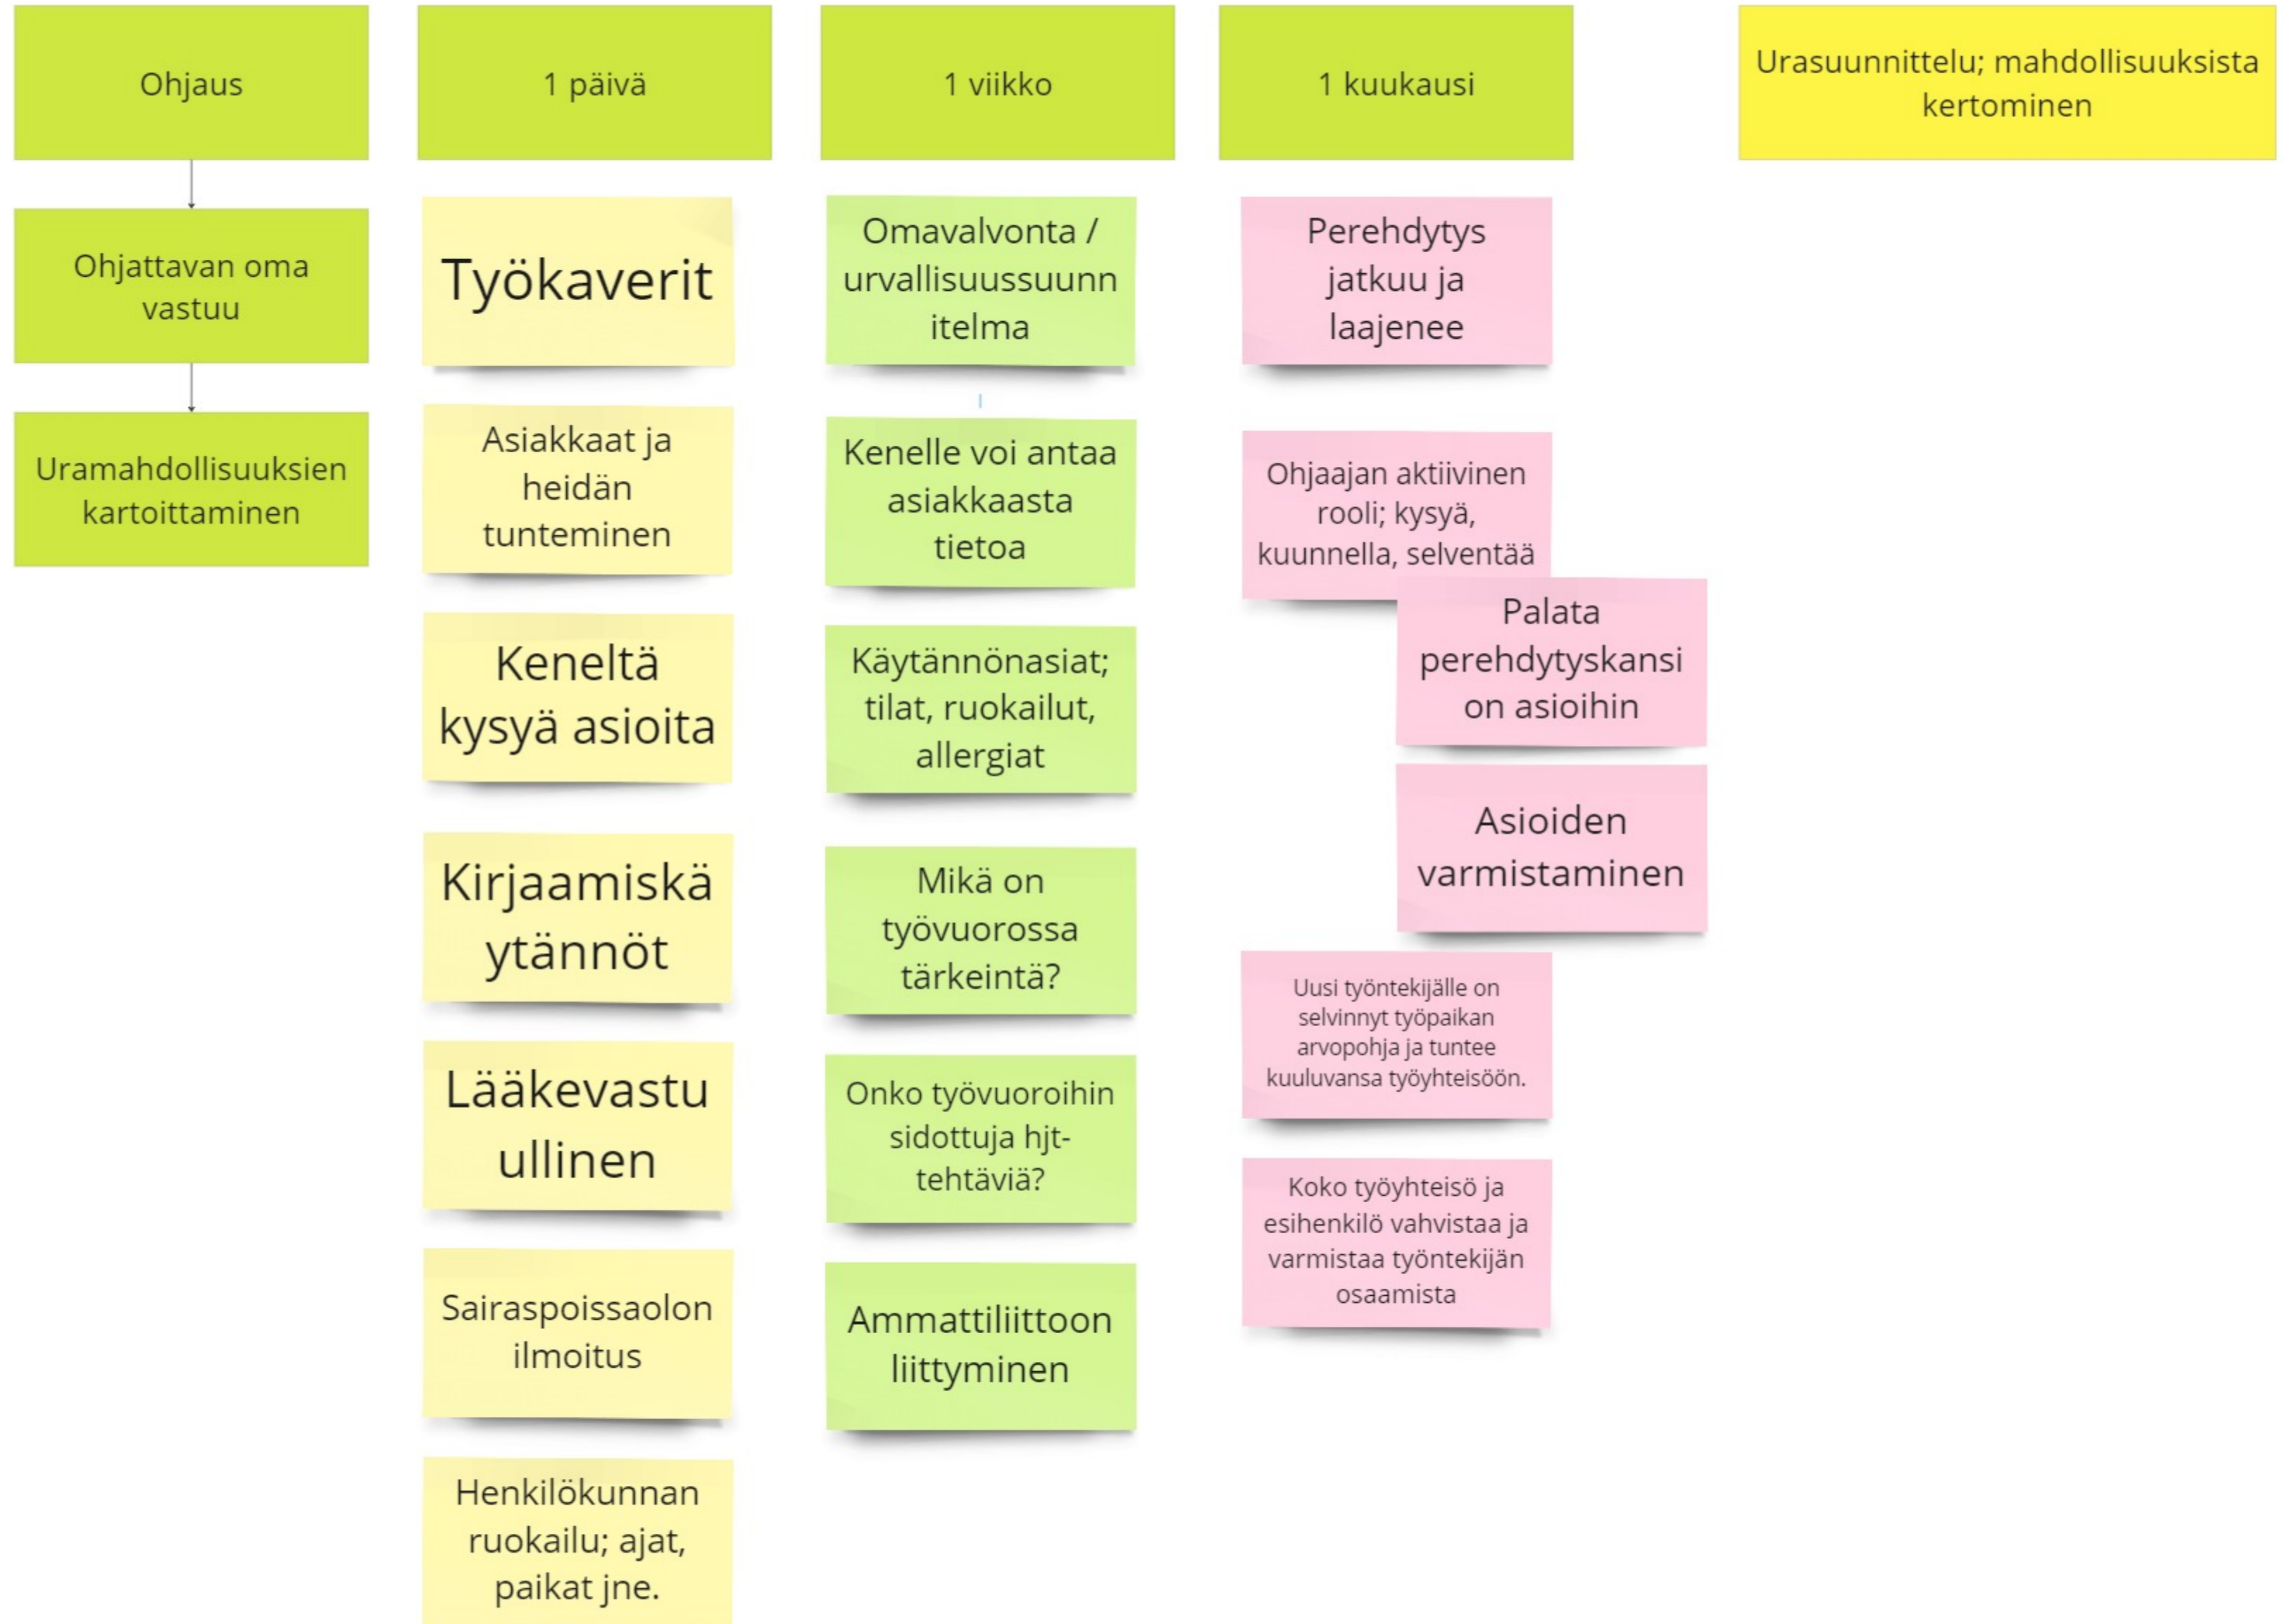 Ohjaus
Ohjattavan oma
vastuu
Uramahdollisuuksien
kartoittaminen
1 päivä
Työkaverit
Asiakkaat ja
heidän
tunteminen
Keneltä
kysyä asioita
Kirjaamiskä
ytännöt
Lääkevastu
ullinen
Sairaspoissaolon
ilmoitus
Henkilökunnan
ruokailu; ajat,
paikat jne.
1 viikko
Omavalvonta /
urvallisuussuunn
itelma
Kenelle voi antaa
asiakkaasta
tietoa
Käytännönasiat;
tilat, ruokailut,
allergiat
Mikä on
työvuorossa
tärkeintä?
Onko työvuoroihin
sidottuja hjt-
tehtäviä?
Ammattiliittoon
liittyminen
1 kuukausi
Perehdytys
jatkuu ja
laajenee
Ohjaajan aktiivinen
rooli; kysyä,
kuunnella, selventää
Palata
perehdytyskansi
on asioihin
Asioiden
varmistaminen
Uusi työntekijälle on
selvinnyt työpaikan
arvopohja ja tuntee
kuuluvansa työyhteisöön.
Koko työyhteisö ja
esihenkilö vahvistaa ja
varmistaa työntekijän
osaamista
Urasuunnittelu; mahdollisuuksista
kertominen